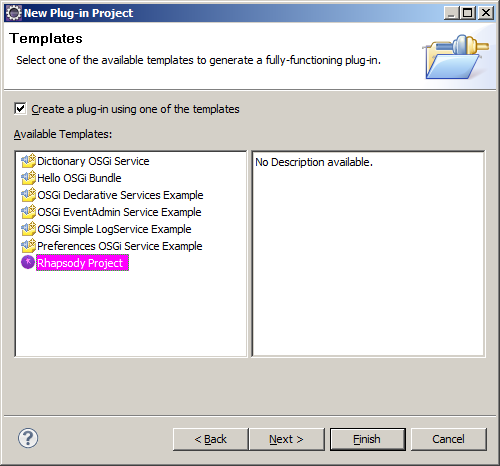 New Plug-in Project
Templates
Select one of the available templates to generate a fully-functioning plug-in.
Create a plug-in using one of the templates
Available Templates:
Dictionary OSGi Service
Hello OSGi Bundle
OSGi Declarative Services Example
OSGi EventAdmin Service Example
OSGi Simple LogService Example
Preferences OSGi Service Example
Rhapsody Project
No Description available.
?
< Back
Next >
Finish
Cancel